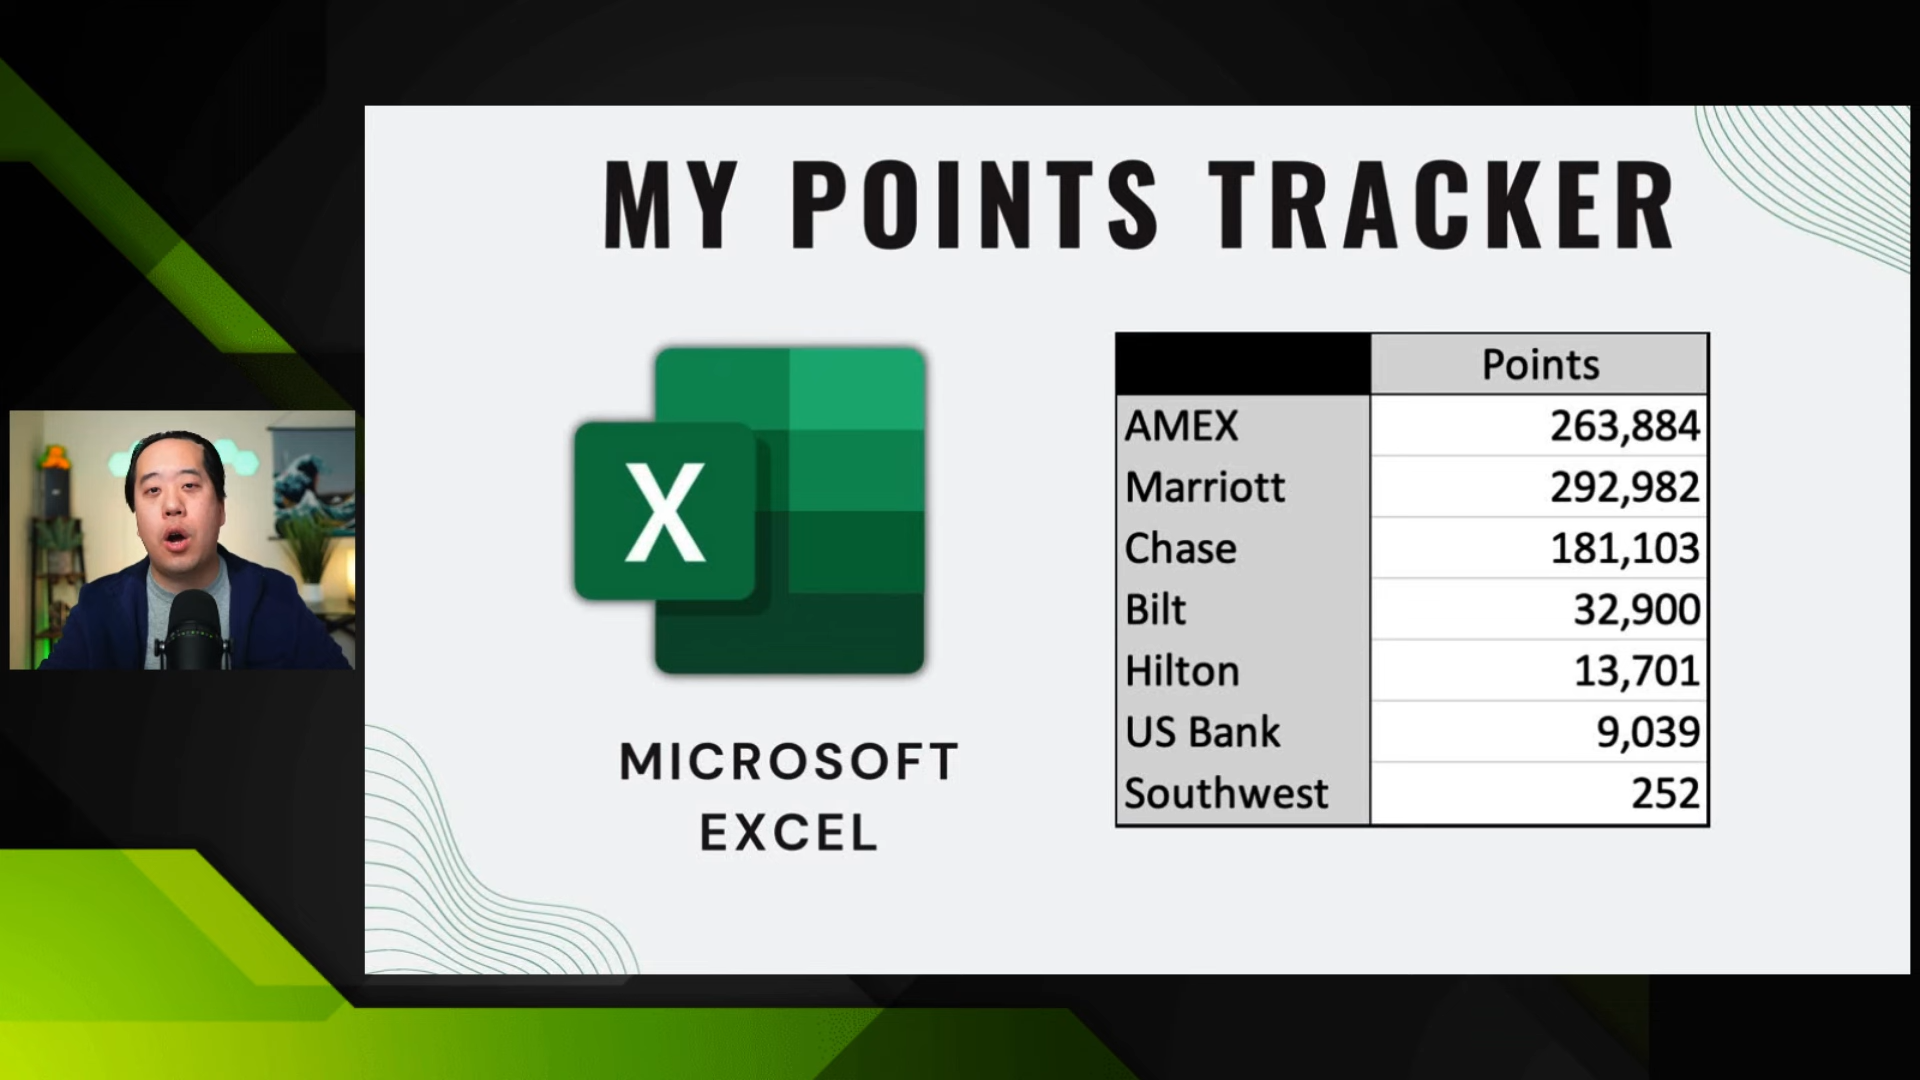 MY POINTS TRACKER
X
MICROSOFT
EXCEL
Points
AMEX 263,884
Marriott 292,982
Chase 181,103
Bilt 32,900
Hilton 13,701
US Bank 9,039
Southwest 252